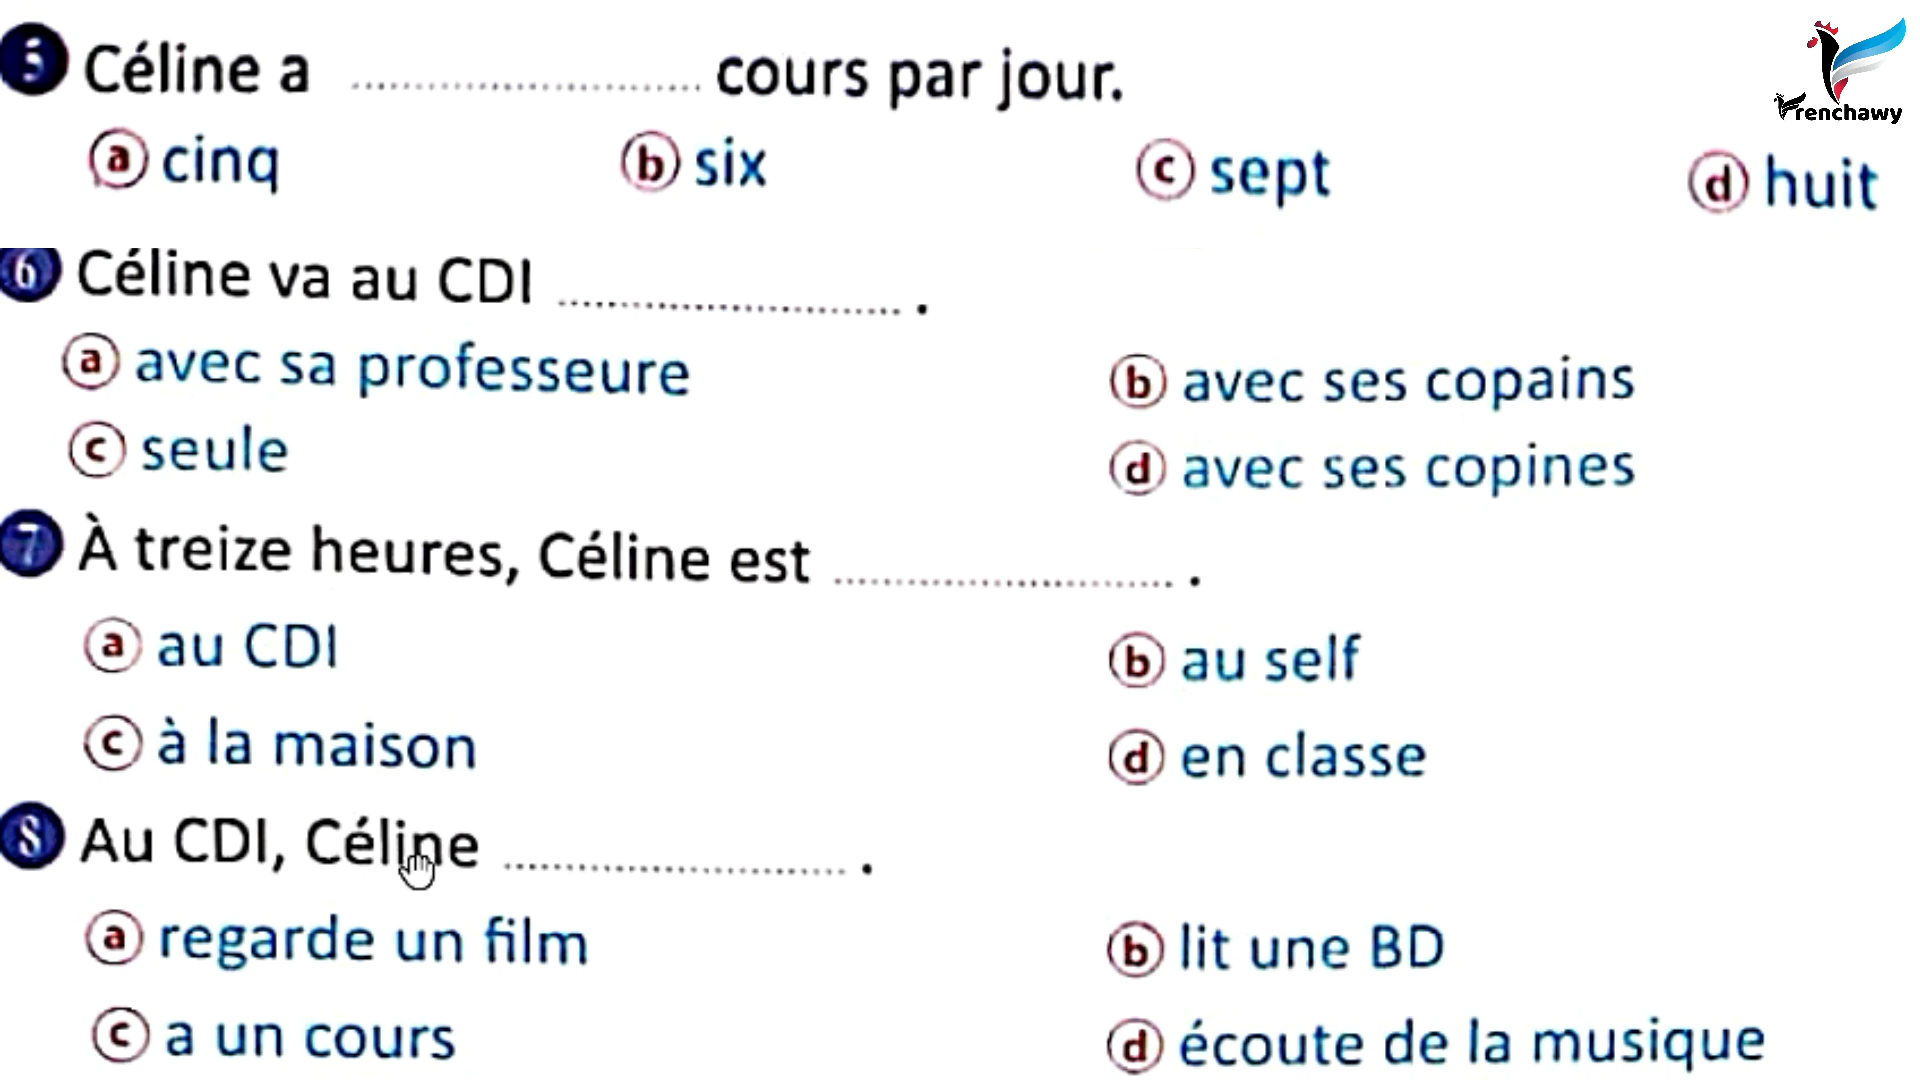 5 Céline a .............................. cours par jour.
a cinq b six c sept d huit
6 Céline va au CDI .............................. .
a avec sa professeure b avec ses copains
c seule d avec ses copines
7 À treize heures, Céline est .............................. .
a au CDI b au self
c à la maison d en classe
8 Au CDI, Céline .............................. .
a regarde un film b lit une BD
c a un cours d écoute de la musique
Frenchawy